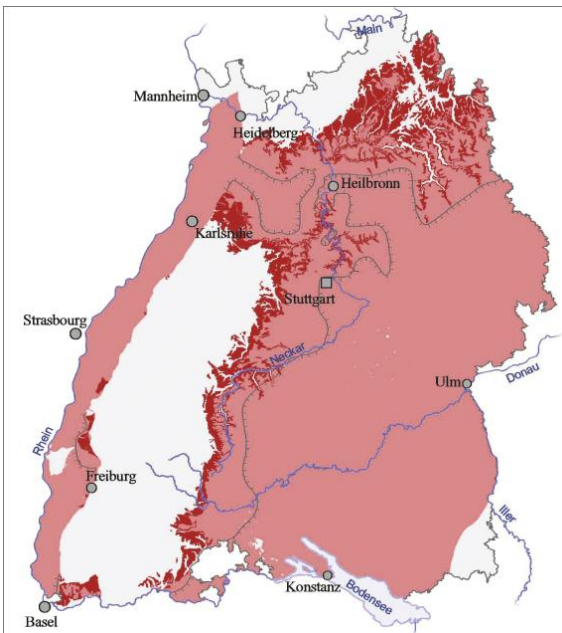 Main
Mannheim
Heidelberg
Heilbronn
Karlsruhe
Stuttgart
Strasbourg
Neckar
Ulm
Donau
Rhein
Freiburg
Iller
Konstanz
Bodensee
Basel